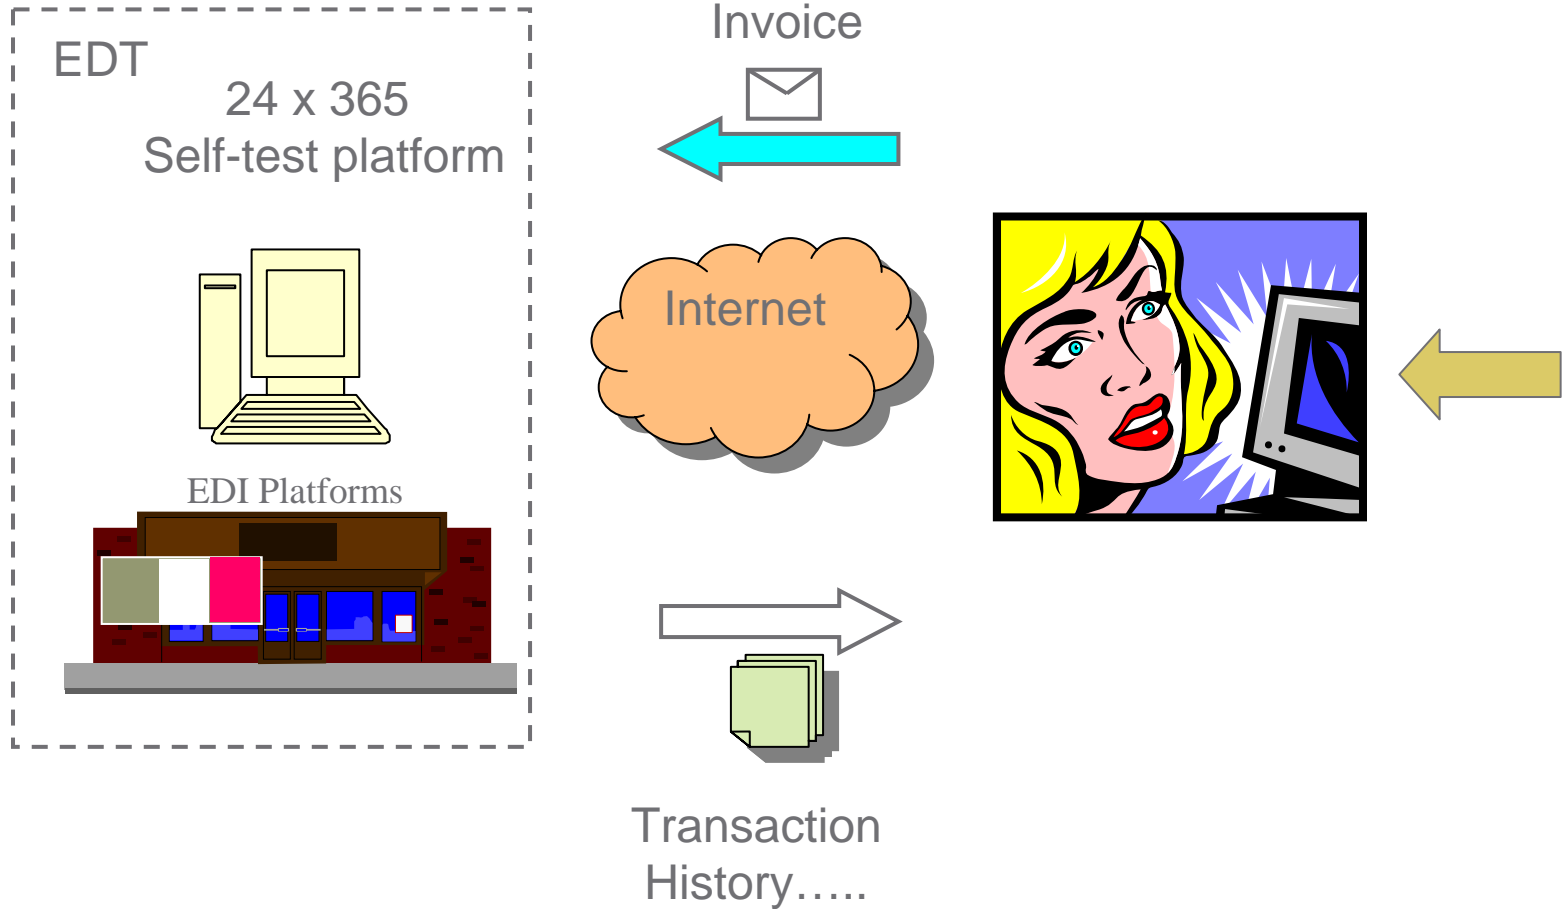 EDT
24 x 365
Self-test platform
EDI Platforms
Invoice
Internet
Transaction
History…..